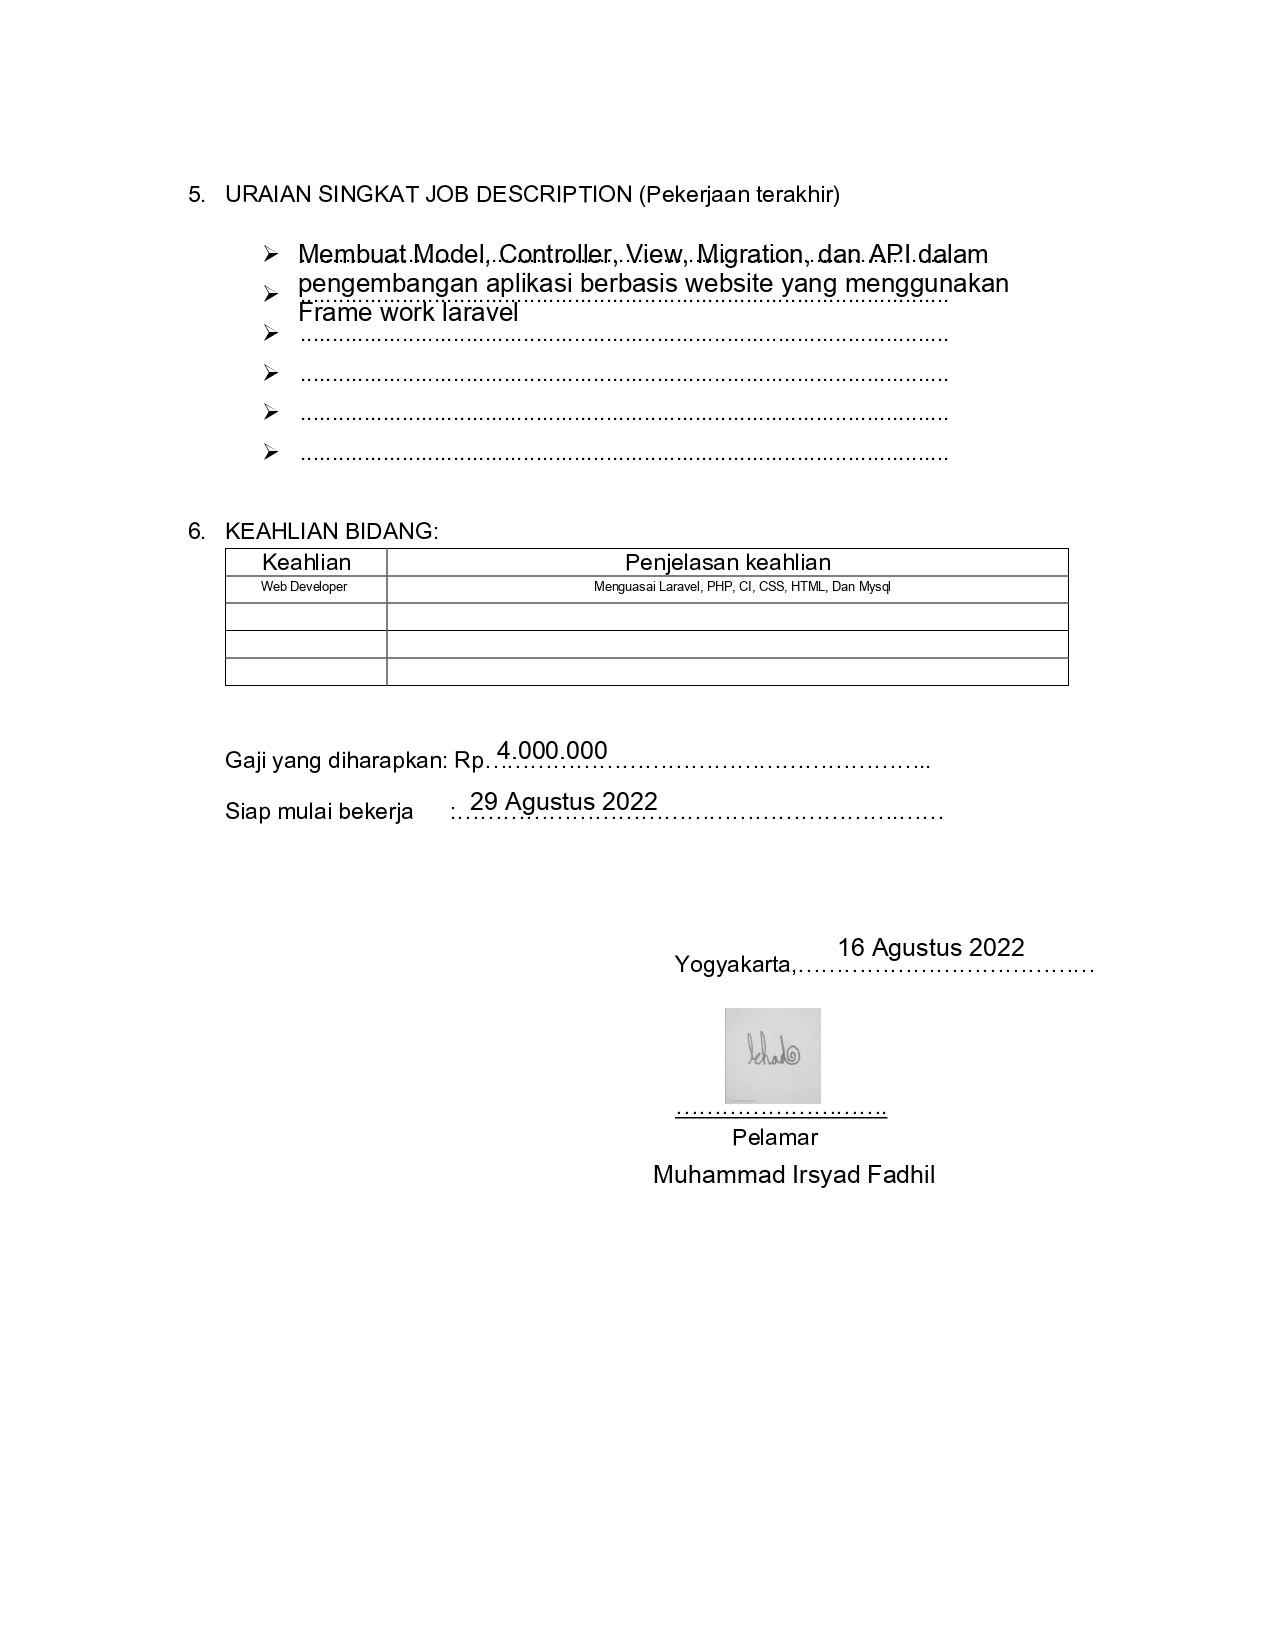 5. URAIAN SINGKAT JOB DESCRIPTION (Pekerjaan terakhir)
➢ Membuat Model, Controller, View, Migration, dan API dalam
➢ pengembangan aplikasi berbasis website yang menggunakan
Frame work laravel
➢ ........................................................................................................
➢ ........................................................................................................
➢ ........................................................................................................
➢ ........................................................................................................
6. KEAHLIAN BIDANG:
Keahlian Penjelasan keahlian
Web Developer Menguasai Laravel, PHP, CI, CSS, HTML, Dan Mysql
Gaji yang diharapkan: Rp 4.000.000
Siap mulai bekerja : 29 Agustus 2022
Yogyakarta, 16 Agustus 2022
Pelamar
Muhammad Irsyad Fadhil